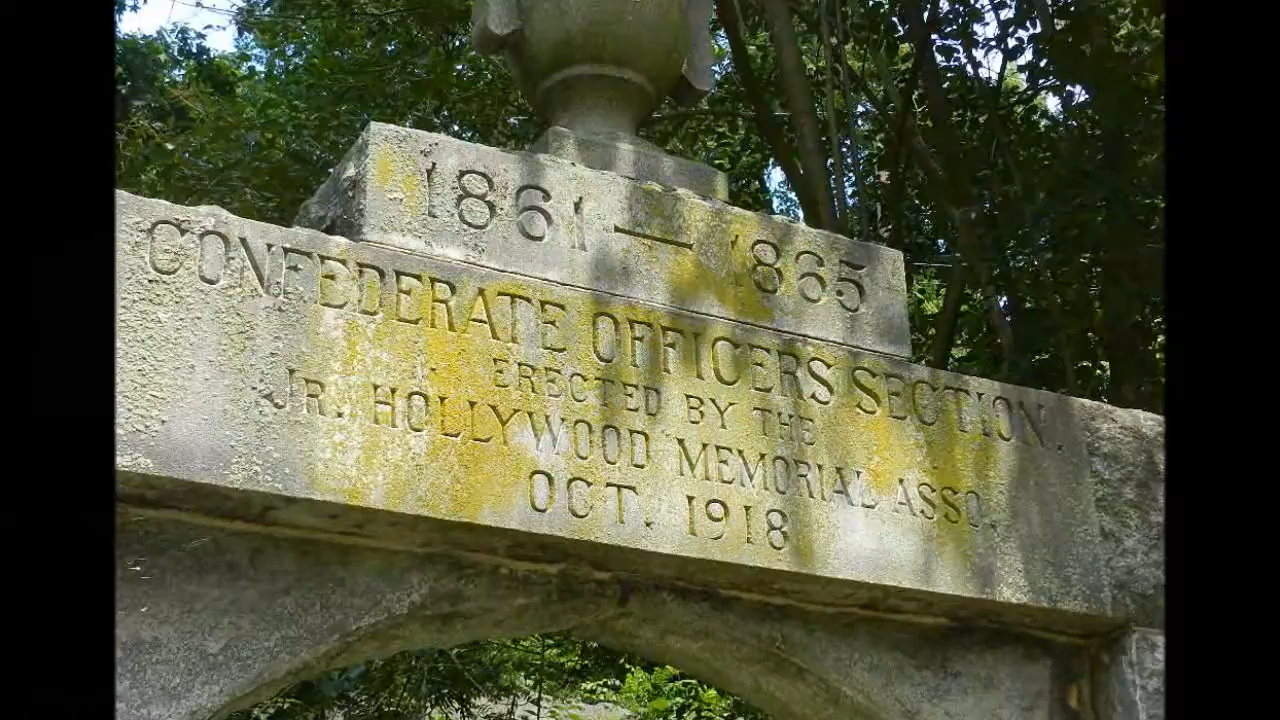 1861 — 1865
CONFEDERATE OFFICERS SECTION.
ERECTED BY THE
JR. HOLLYWOOD MEMORIAL ASSO.
OCT. 1918